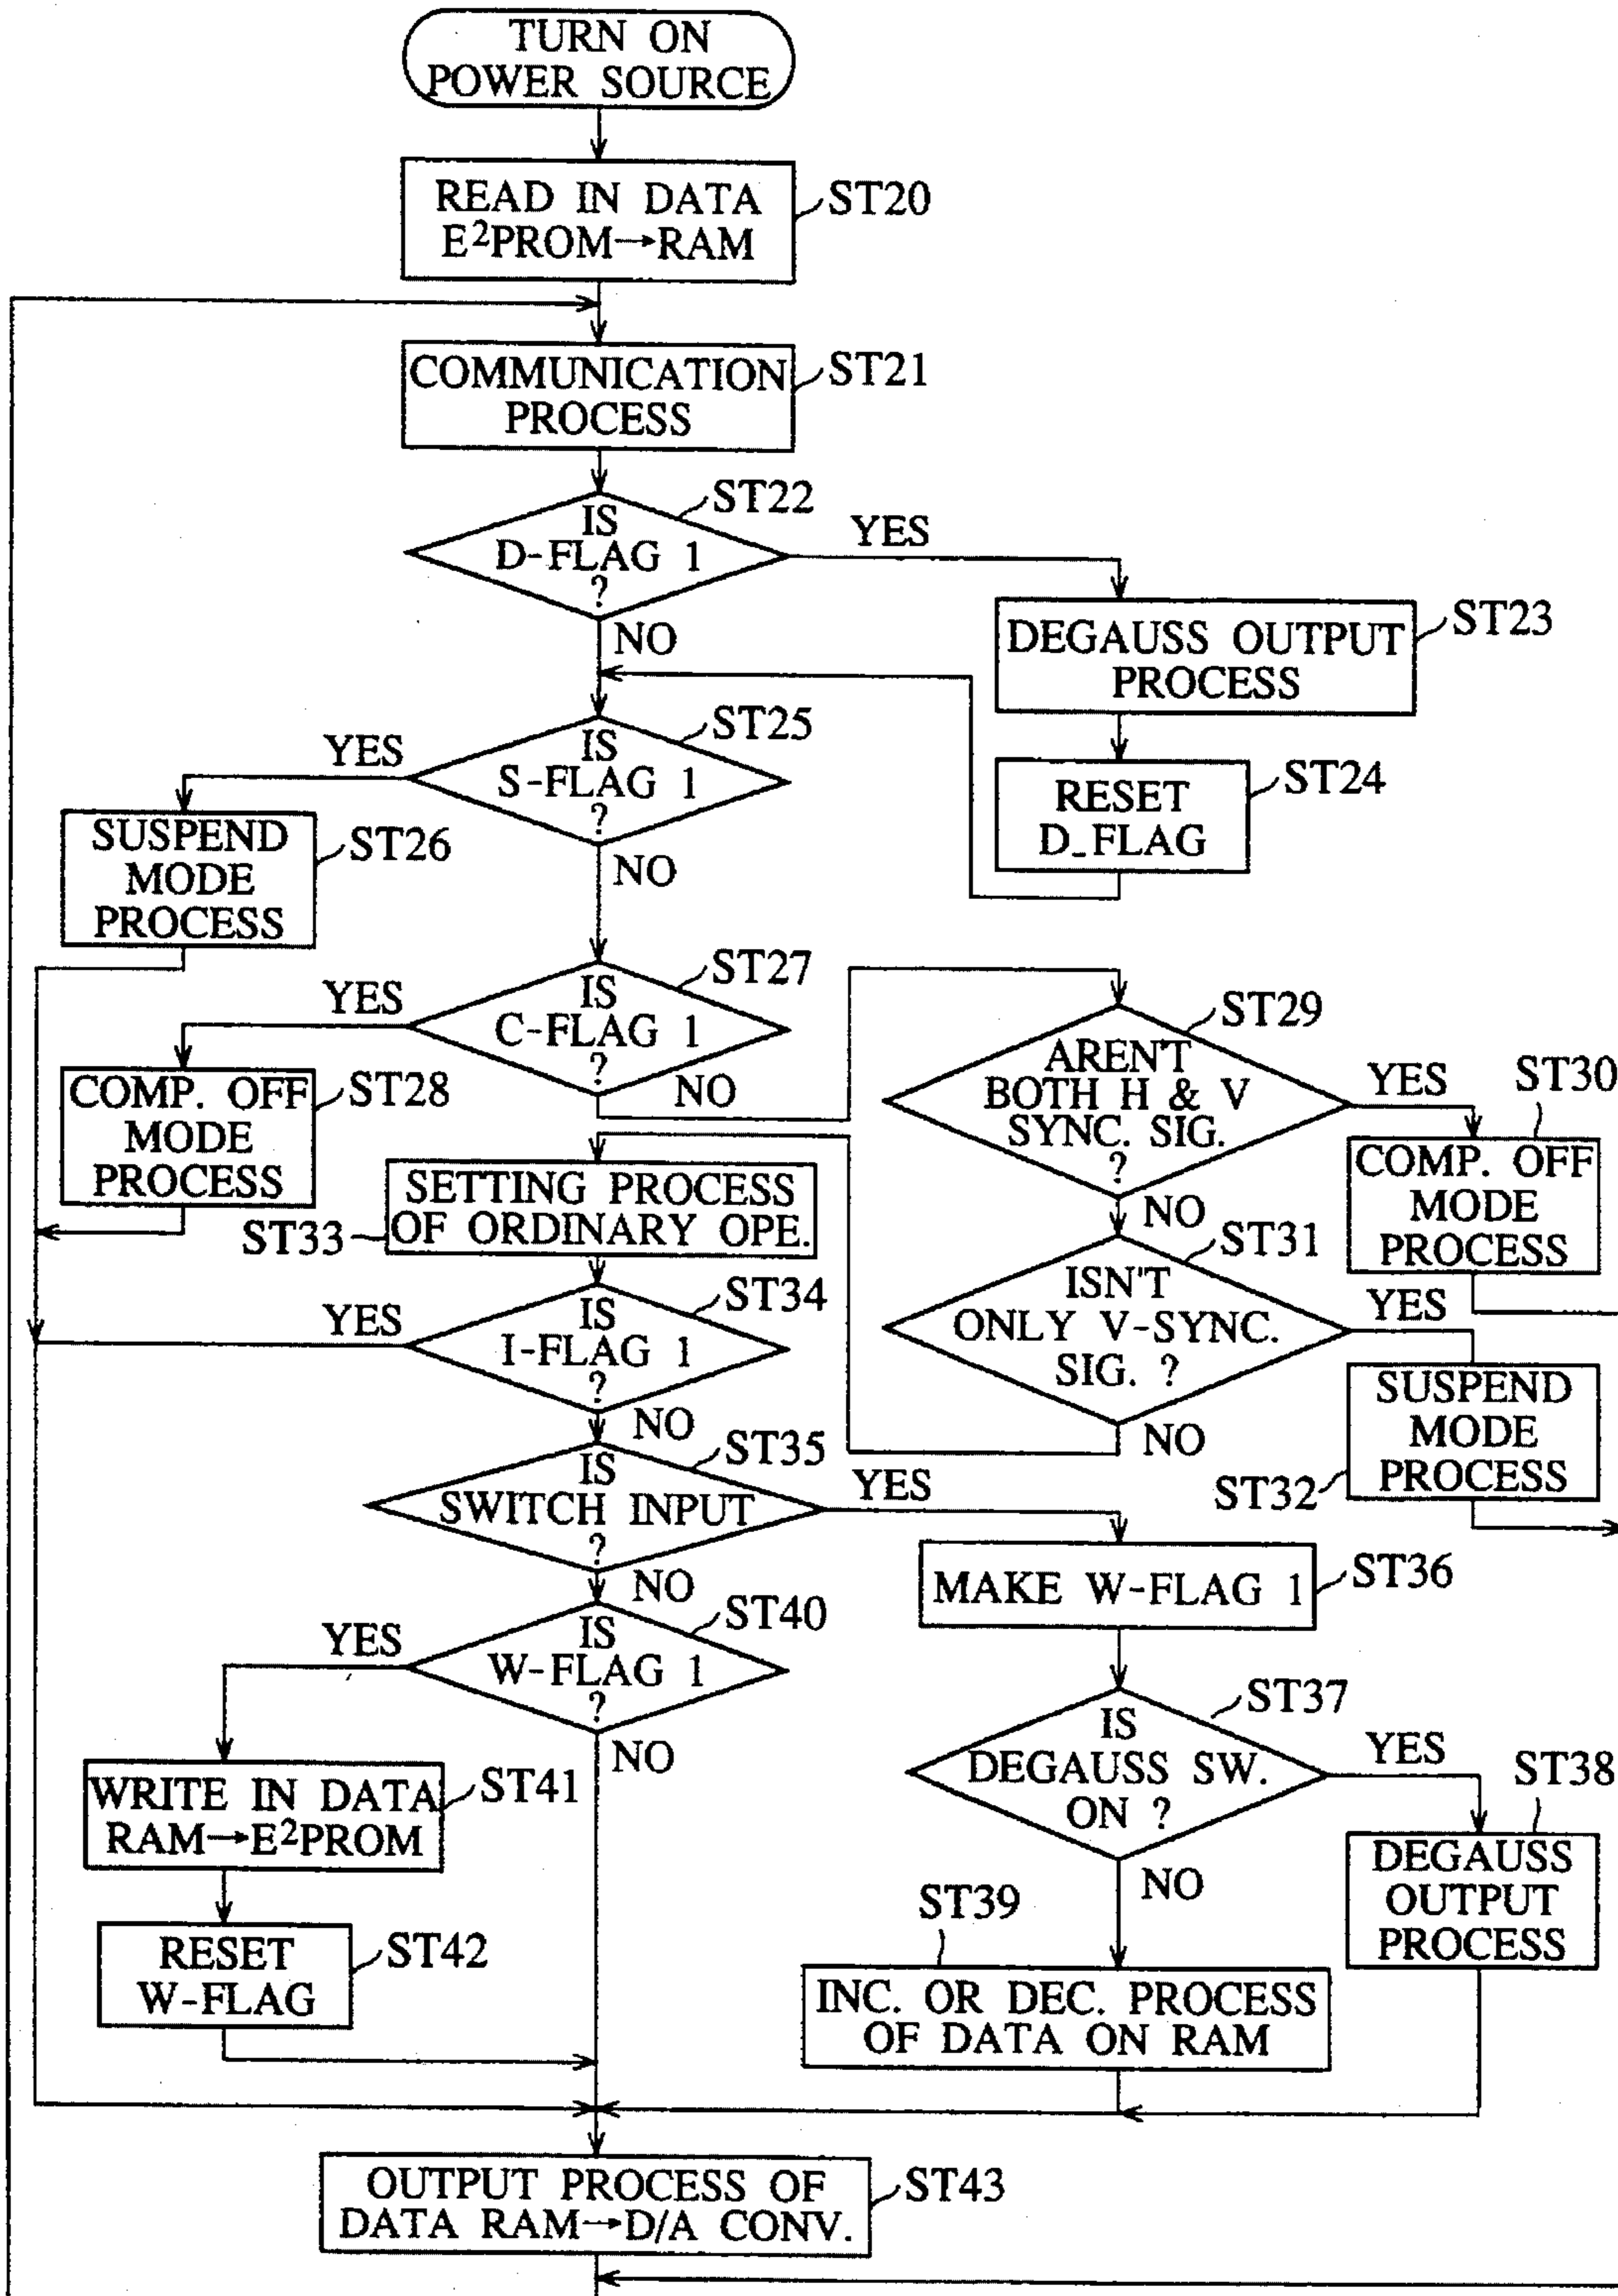 TURN ON
POWER SOURCE
READ IN DATA
E²PROM→RAM
ST20
COMMUNICATION
PROCESS
ST21
IS
D-FLAG 1
?
ST22
YES
NO
DEGAUSS OUTPUT
PROCESS
ST23
RESET
D_FLAG
ST24
IS
S-FLAG 1
?
ST25
YES
NO
SUSPEND
MODE
PROCESS
ST26
IS
C-FLAG 1
?
ST27
YES
NO
COMP. OFF
MODE
PROCESS
ST28
AREN'T
BOTH H & V
SYNC. SIG.
?
ST29
YES
NO
ST30
COMP. OFF
MODE
PROCESS
ISN'T
ONLY V-SYNC.
SIG. ?
ST31
YES
NO
SUSPEND
MODE
PROCESS
ST32
SETTING PROCESS
OF ORDINARY OPE.
ST33
IS
I-FLAG 1
?
ST34
YES
NO
IS
SWITCH INPUT
?
ST35
YES
NO
MAKE W-FLAG 1
ST36
IS
DEGAUSS SW.
ON ?
ST37
YES
NO
ST38
DEGAUSS
OUTPUT
PROCESS
ST39
INC. OR DEC. PROCESS
OF DATA ON RAM
IS
W-FLAG 1
?
ST40
YES
NO
WRITE IN DATA
RAM→E²PROM
ST41
RESET
W-FLAG
ST42
OUTPUT PROCESS OF
DATA RAM→D/A CONV.
ST43